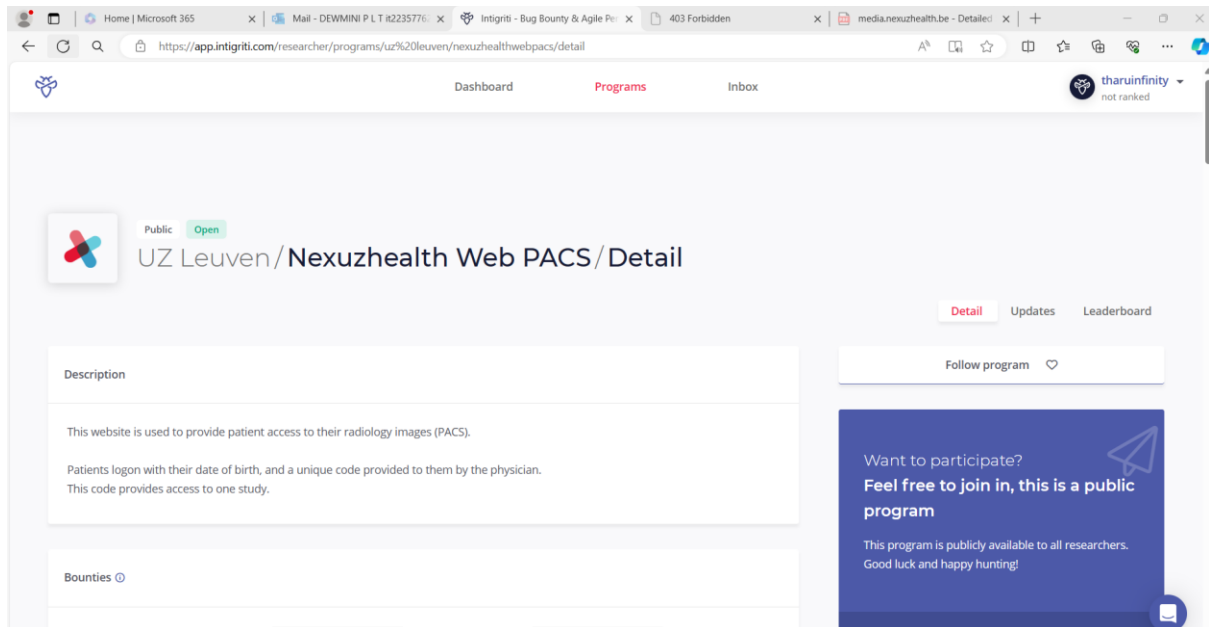 Home | Microsoft 365
Mail - DEWMINI P L T it2235776
Intigriti - Bug Bounty & Agile Pe
403 Forbidden
media.nexuzhealth.be - Detailed
https://app.intigriti.com/researcher/programs/uz%20leuven/nexuzhealthwebpacs/detail
Dashboard
Programs
Inbox
tharuinfinity
not ranked
Public
Open
UZ Leuven/Nexuzhealth Web PACS/Detail
Detail
Updates
Leaderboard
Description
This website is used to provide patient access to their radiology images (PACS).
Patients logon with their date of birth, and a unique code provided to them by the physician.
This code provides access to one study.
Bounties
Follow program
Want to participate?
Feel free to join in, this is a public
program
This program is publicly available to all researchers.
Good luck and happy hunting!